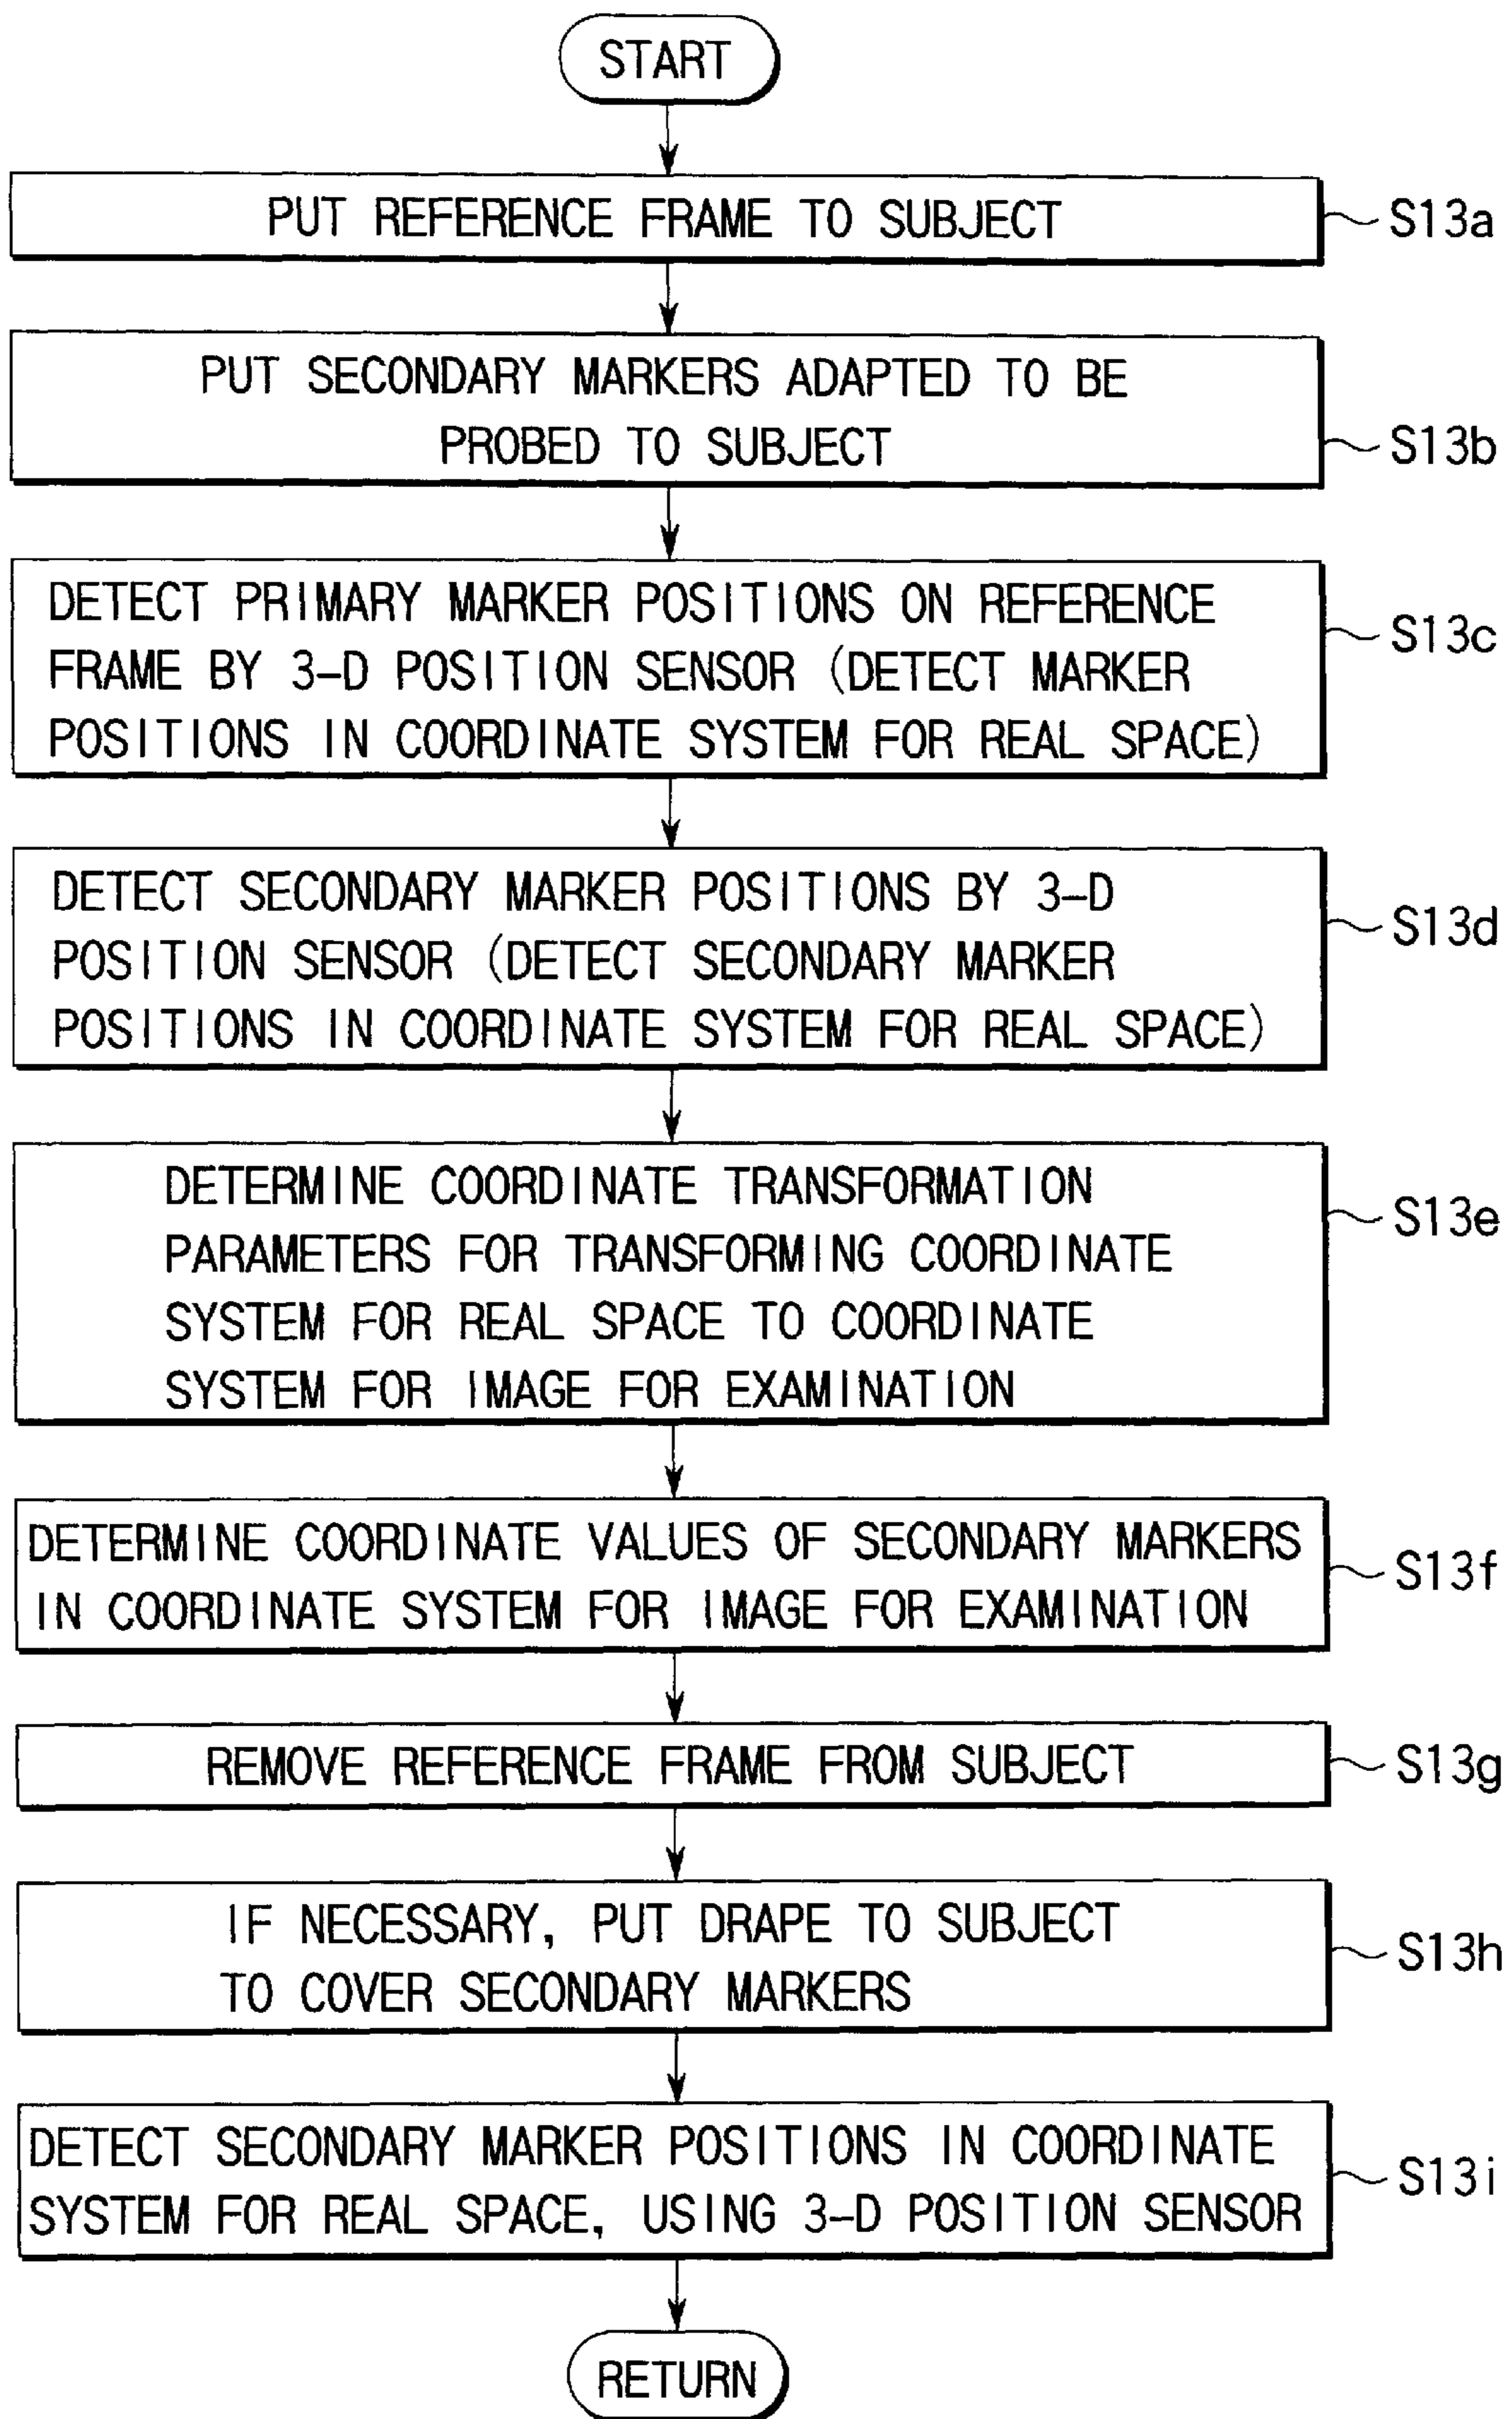 START
PUT REFERENCE FRAME TO SUBJECT
S13a
PUT SECONDARY MARKERS ADAPTED TO BE
PROBED TO SUBJECT
S13b
DETECT PRIMARY MARKER POSITIONS ON REFERENCE
FRAME BY 3-D POSITION SENSOR (DETECT MARKER
POSITIONS IN COORDINATE SYSTEM FOR REAL SPACE)
S13c
DETECT SECONDARY MARKER POSITIONS BY 3-D
POSITION SENSOR (DETECT SECONDARY MARKER
POSITIONS IN COORDINATE SYSTEM FOR REAL SPACE)
S13d
DETERMINE COORDINATE TRANSFORMATION
PARAMETERS FOR TRANSFORMING COORDINATE
SYSTEM FOR REAL SPACE TO COORDINATE
SYSTEM FOR IMAGE FOR EXAMINATION
S13e
DETERMINE COORDINATE VALUES OF SECONDARY MARKERS
IN COORDINATE SYSTEM FOR IMAGE FOR EXAMINATION
S13f
REMOVE REFERENCE FRAME FROM SUBJECT
S13g
IF NECESSARY, PUT DRAPE TO SUBJECT
TO COVER SECONDARY MARKERS
S13h
DETECT SECONDARY MARKER POSITIONS IN COORDINATE
SYSTEM FOR REAL SPACE, USING 3-D POSITION SENSOR
S13i
RETURN